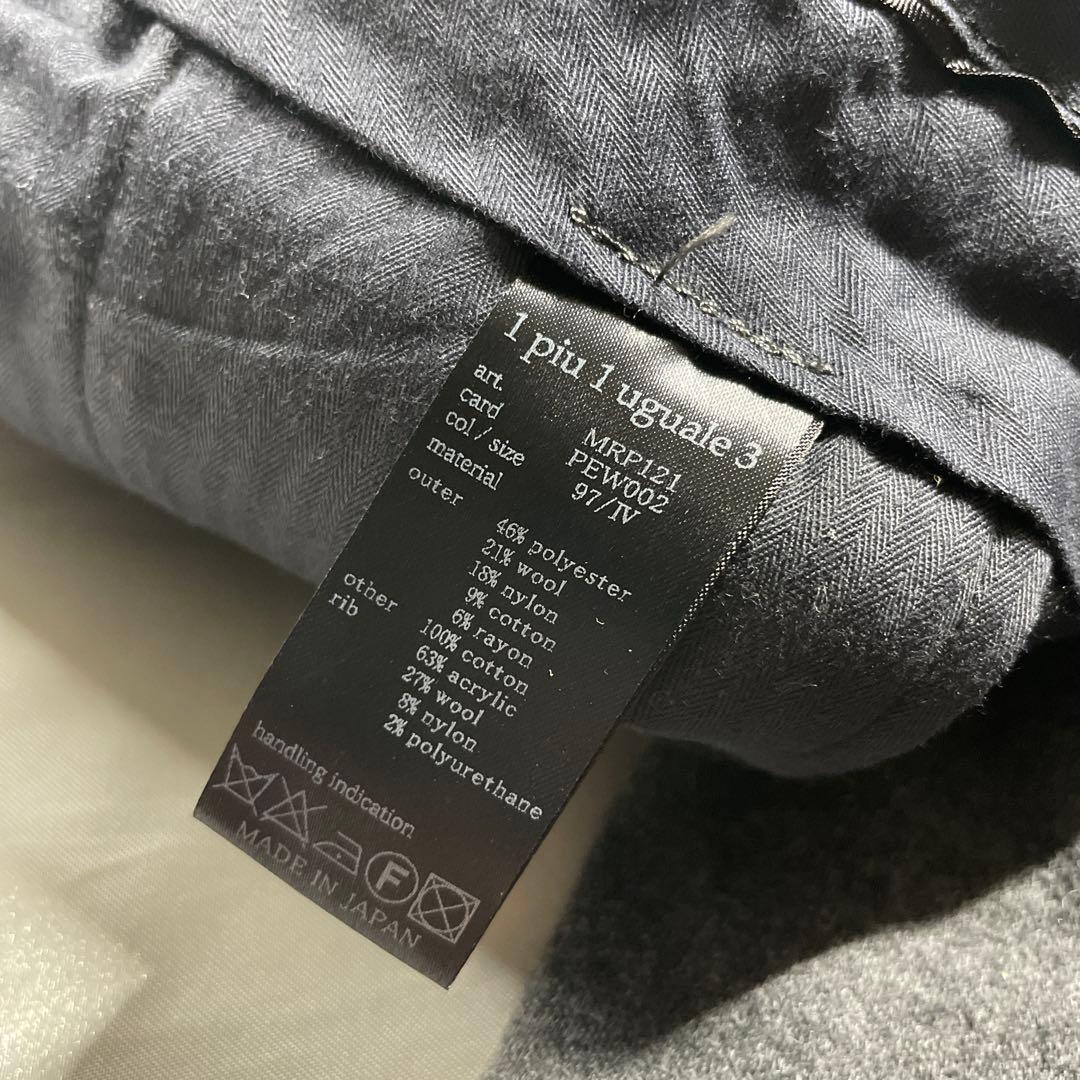 1 piu 1 uguale 3
art. MRP121
card PEW002
col / size 97/Ⅳ
material
outer 46% polyester
21% wool
18% nylon
9% cotton
6% rayon
other 100% cotton
rib 63% acrylic
27% wool
8% nylon
2% polyurethane
handling indication
F
MADE IN JAPAN